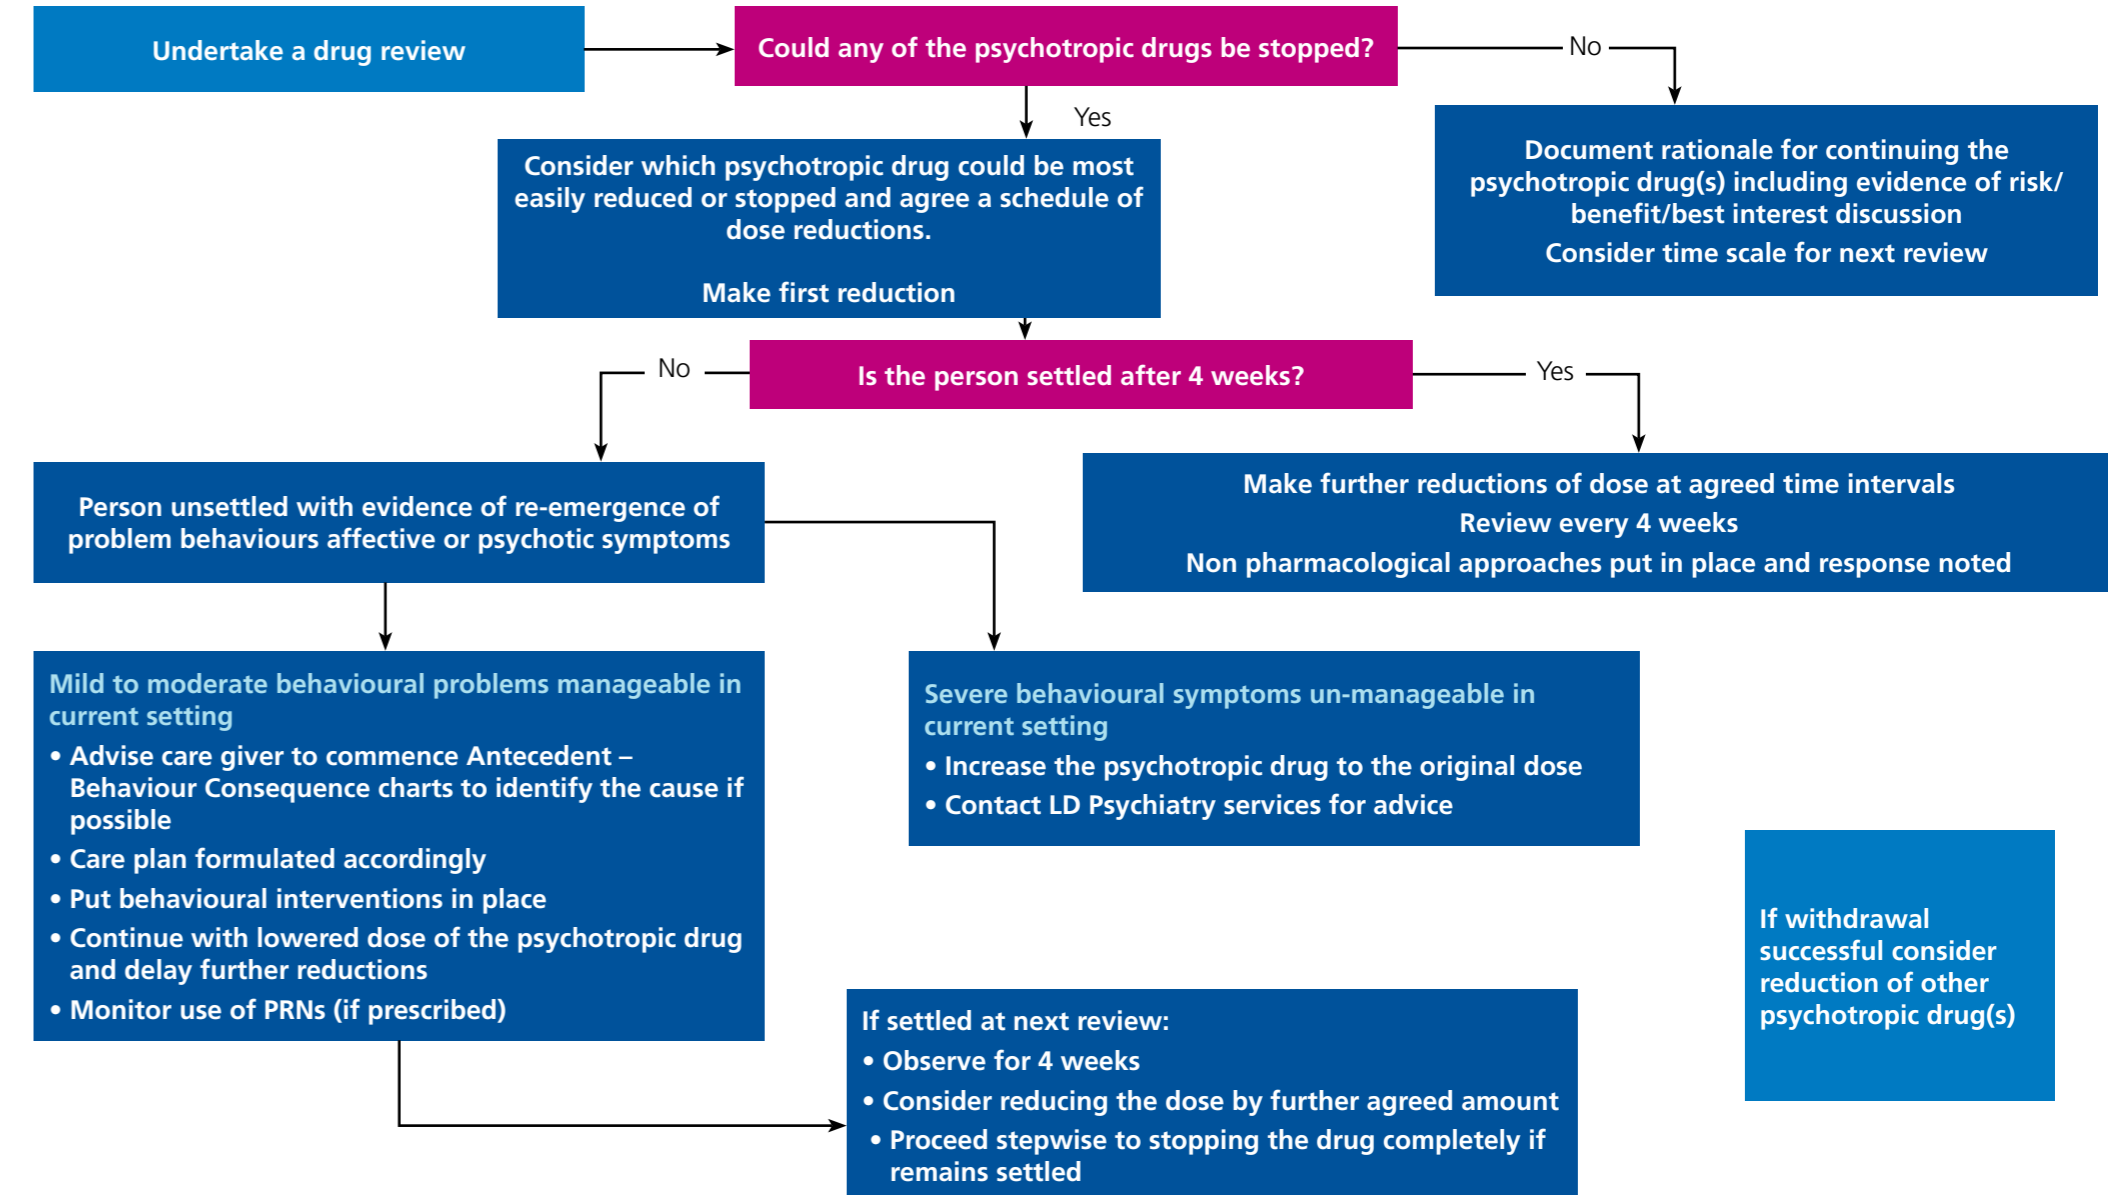 Undertake a drug review
Could any of the psychotropic drugs be stopped?
No
Yes
Document rationale for continuing the
psychotropic drug(s) including evidence of risk/
benefit/best interest discussion
Consider time scale for next review
Consider which psychotropic drug could be most
easily reduced or stopped and agree a schedule of
dose reductions.
Make first reduction
Is the person settled after 4 weeks?
No
Yes
Person unsettled with evidence of re-emergence of
problem behaviours affective or psychotic symptoms
Make further reductions of dose at agreed time intervals
Review every 4 weeks
Non pharmacological approaches put in place and response noted
Mild to moderate behavioural problems manageable in
current setting
• Advise care giver to commence Antecedent –
Behaviour Consequence charts to identify the cause if
possible
• Care plan formulated accordingly
• Put behavioural interventions in place
• Continue with lowered dose of the psychotropic drug
and delay further reductions
• Monitor use of PRNs (if prescribed)
Severe behavioural symptoms un-manageable in
current setting
• Increase the psychotropic drug to the original dose
• Contact LD Psychiatry services for advice
If settled at next review:
• Observe for 4 weeks
• Consider reducing the dose by further agreed amount
• Proceed stepwise to stopping the drug completely if
remains settled
If withdrawal
successful consider
reduction of other
psychotropic drug(s)